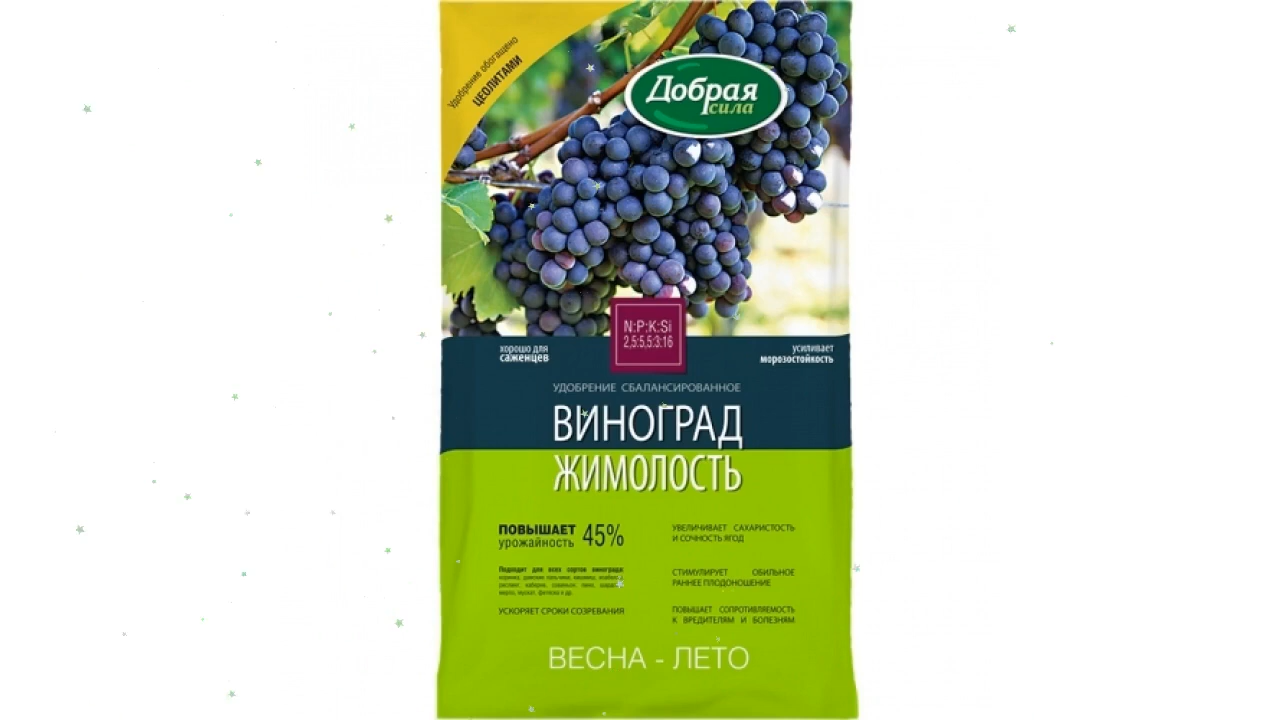 Удобрение обогащено
ЦЕОЛИТАМИ
Добрая
сила
N:P:K:Si
2,5:5,5:3:16
хорошо для
саженцев
усиливает
морозостойкость
УДОБРЕНИЕ СБАЛАНСИРОВАННОЕ
ВИНОГРАД
ЖИМОЛОСТЬ
ПОВЫШАЕТ
урожайность 45%
Подходит для всех сортов винограда:
УСКОРЯЕТ СРОКИ СОЗРЕВАНИЯ
УВЕЛИЧИВАЕТ САХАРИСТОСТЬ
И СОЧНОСТЬ ЯГОД
СТИМУЛИРУЕТ ОБИЛЬНОЕ
РАННЕЕ ПЛОДОНОШЕНИЕ
ПОВЫШАЕТ СОПРОТИВЛЯЕМОСТЬ
К ВРЕДИТЕЛЯМ И БОЛЕЗНЯМ
ВЕСНА - ЛЕТО